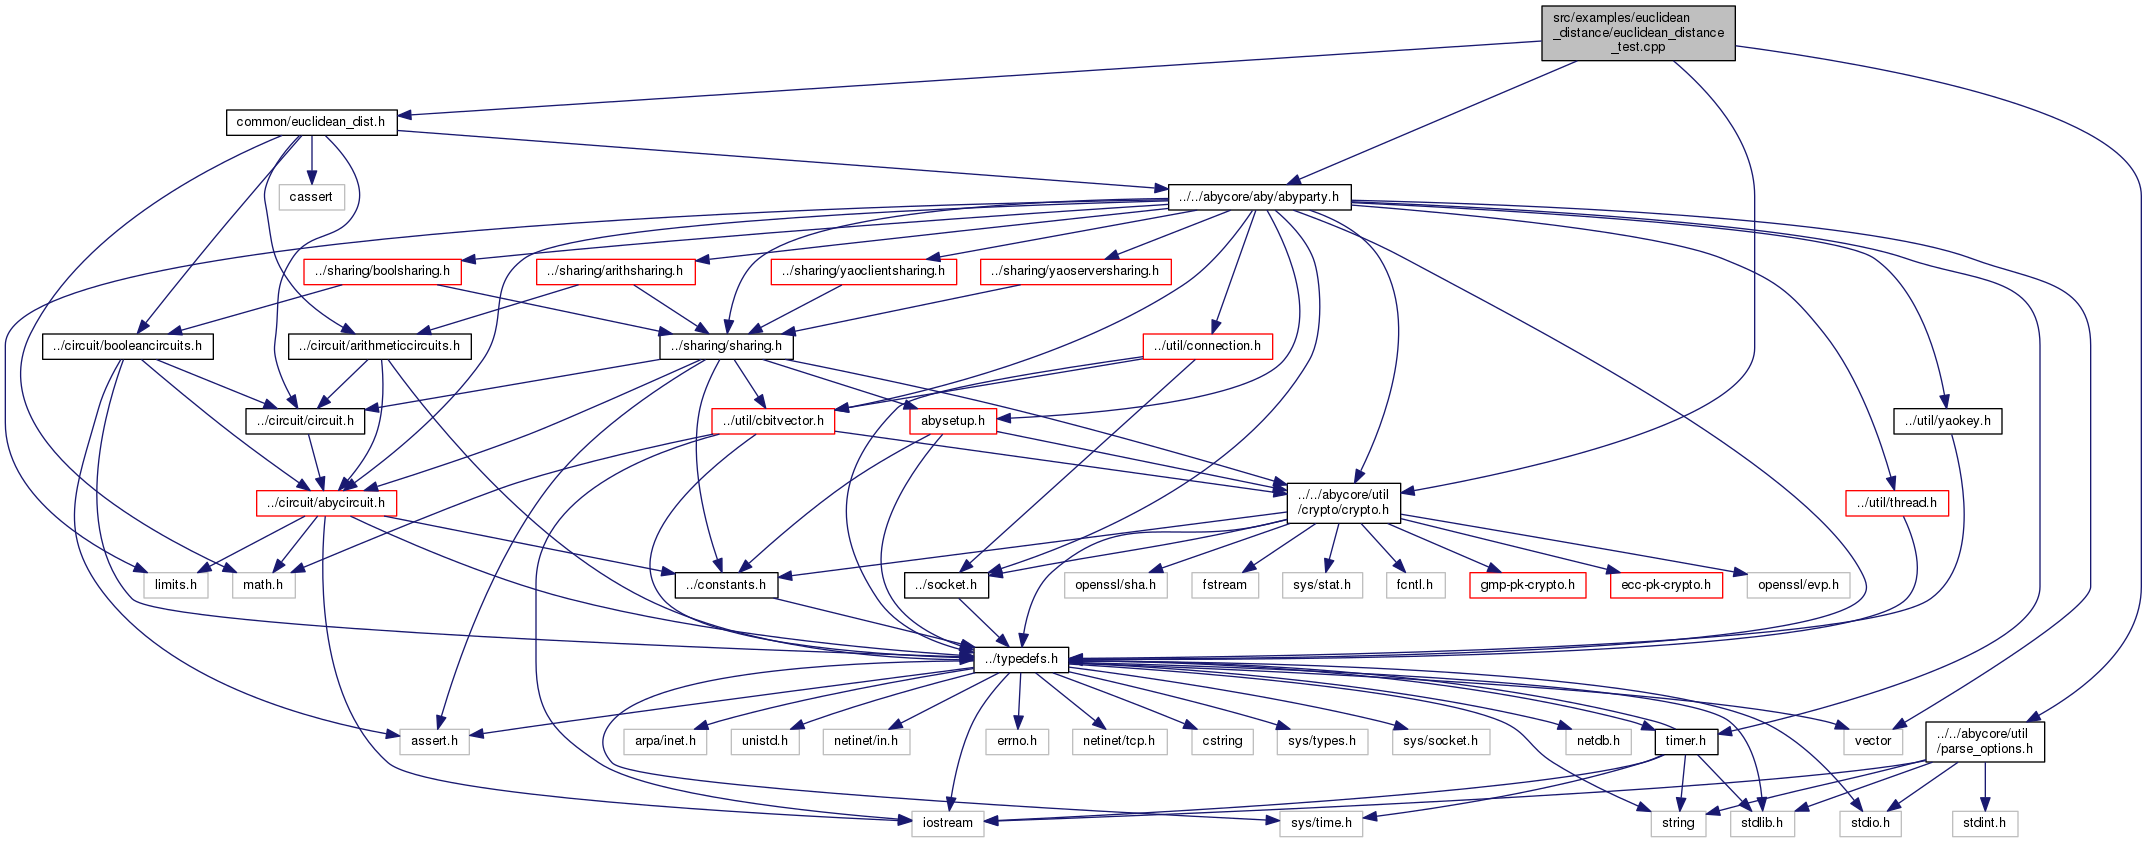 src/examples/euclidean
_distance/euclidean_distance
_test.cpp
common/euclidean_dist.h
cassert
../../abycore/aby/abyparty.h
../sharing/boolsharing.h
../sharing/arithsharing.h
../sharing/yaoclientsharing.h
../sharing/yaoserversharing.h
../circuit/booleancircuits.h
../circuit/arithmeticcircuits.h
../sharing/sharing.h
../util/connection.h
../circuit/circuit.h
../util/cbitvector.h
abysetup.h
../util/yaokey.h
../circuit/abycircuit.h
../../abycore/util
/crypto/crypto.h
../util/thread.h
limits.h
math.h
../constants.h
../socket.h
openssl/sha.h
fstream
sys/stat.h
fcntl.h
gmp-pk-crypto.h
ecc-pk-crypto.h
openssl/evp.h
../typedefs.h
assert.h
arpa/inet.h
unistd.h
netinet/in.h
errno.h
netinet/tcp.h
cstring
sys/types.h
sys/socket.h
netdb.h
timer.h
vector
../../abycore/util
/parse_options.h
iostream
sys/time.h
string
stdlib.h
stdio.h
stdint.h